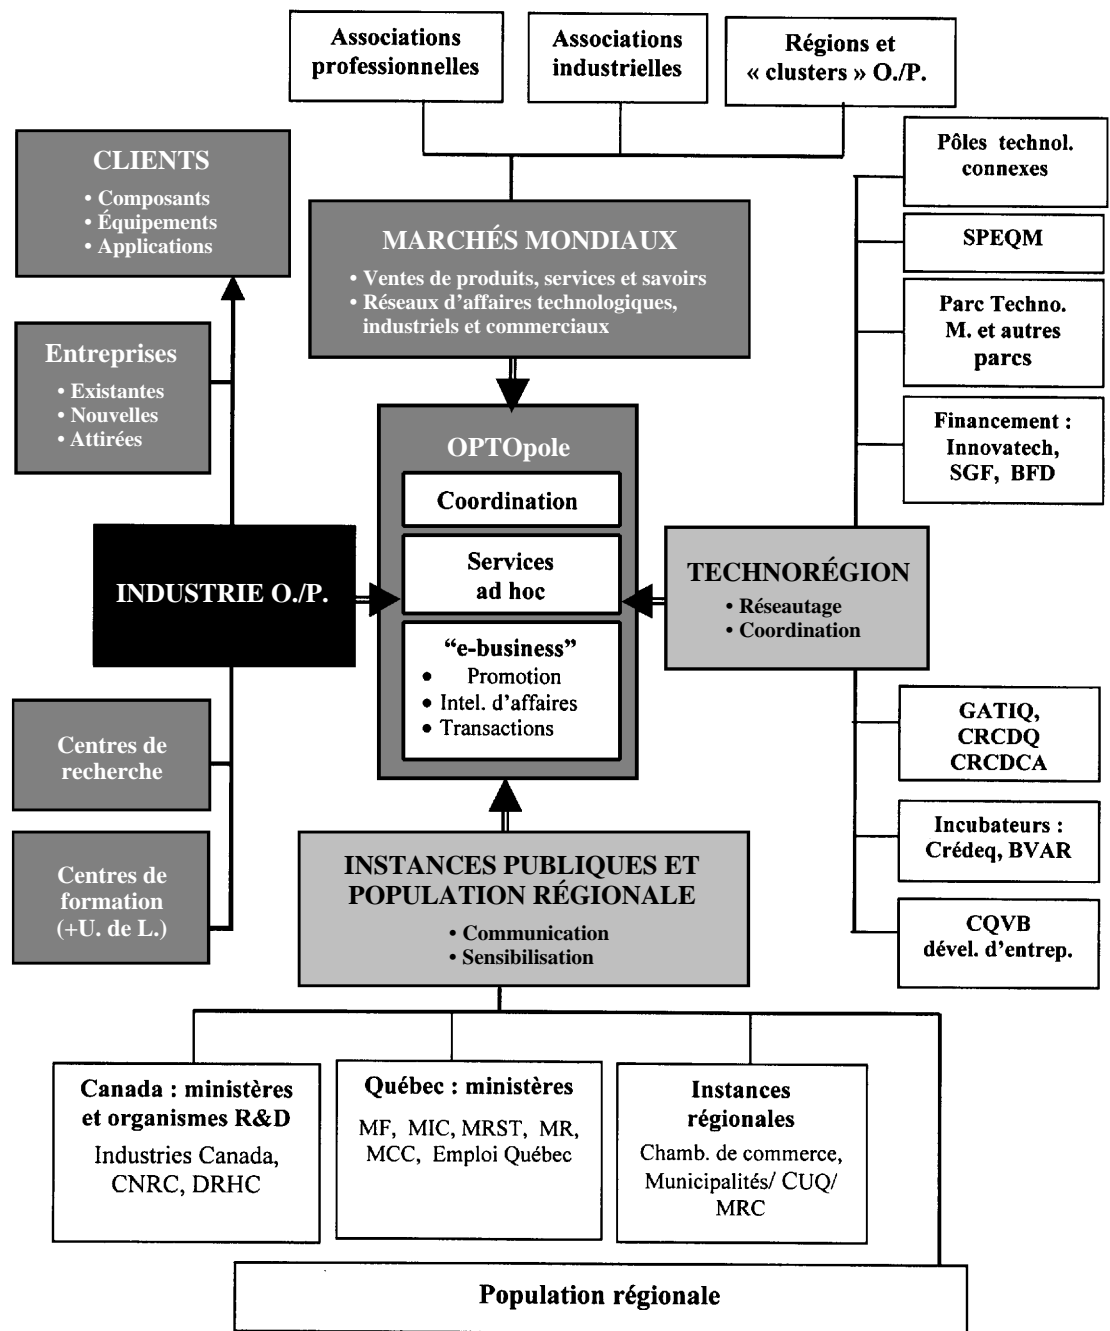 Associations
professionnelles
Associations
industrielles
Régions et
« clusters » O./P.
CLIENTS
• Composants
• Équipements
• Applications
MARCHÉS MONDIAUX
• Ventes de produits, services et savoirs
• Réseaux d'affaires technologiques,
industriels et commerciaux
Pôles technol.
connexes
SPEQM
Parc Techno.
M. et autres
parcs
Financement :
Innovatech,
SGF, BFD
Entreprises
• Existantes
• Nouvelles
• Attirées
OPTOpole
Coordination
Services
ad hoc
“e-business”
• Promotion
• Intel. d'affaires
• Transactions
INDUSTRIE O./P.
TECHNORÉGION
• Réseautage
• Coordination
Centres de
recherche
Centres de
formation
(+U. de L.)
GATIQ,
CRCDQ
CRCDCA
Incubateurs :
Crédeq, BVAR
CQVB
dével. d'entrep.
INSTANCES PUBLIQUES ET
POPULATION RÉGIONALE
• Communication
• Sensibilisation
Canada : ministères
et organismes R&D
Industries Canada,
CNRC, DRHC
Québec : ministères
MF, MIC, MRST, MR,
MCC, Emploi Québec
Instances
régionales
Chamb. de commerce,
Municipalités/ CUQ/
MRC
Population régionale